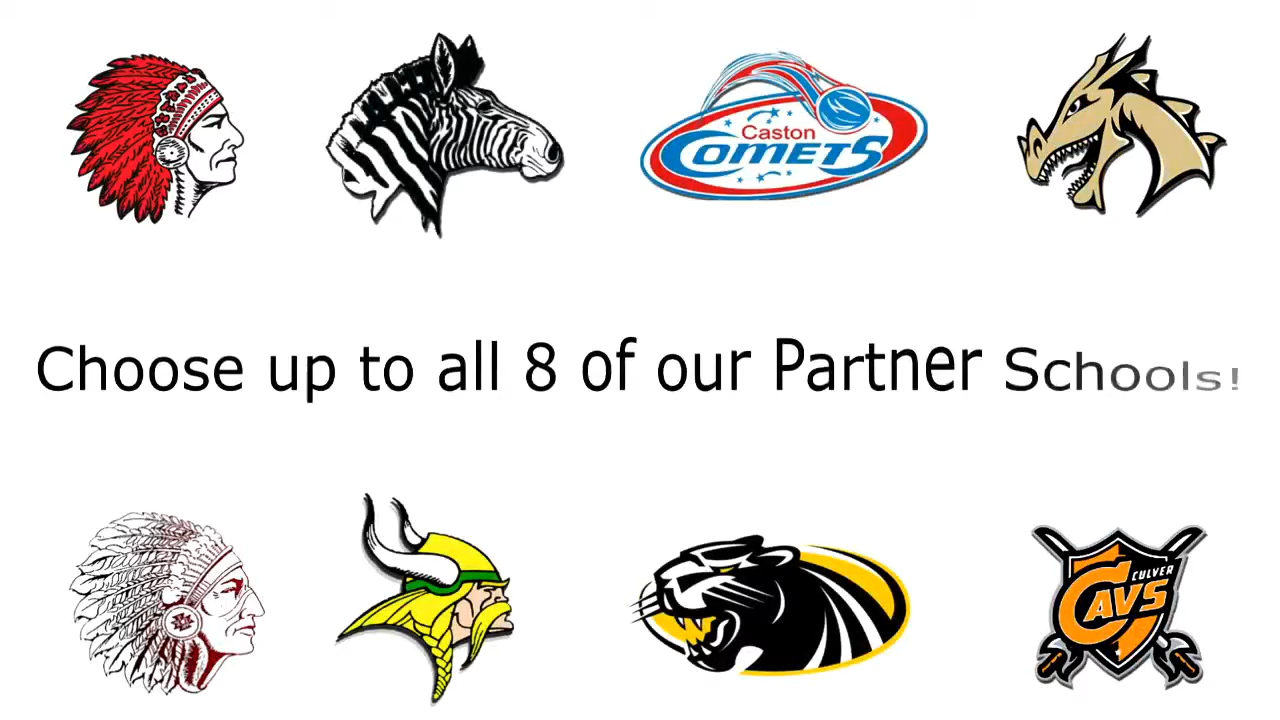 Caston
COMETS
Choose up to all 8 of our Partner Schools!
CULVER
CAVS